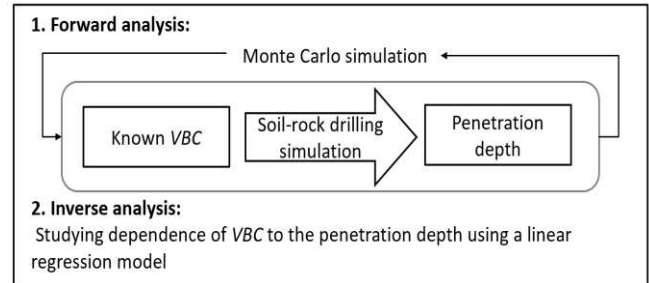 1. Forward analysis:
Monte Carlo simulation
Known VBC
Soil-rock drilling
simulation
Penetration
depth
2. Inverse analysis:
Studying dependence of VBC to the penetration depth using a linear
regression model